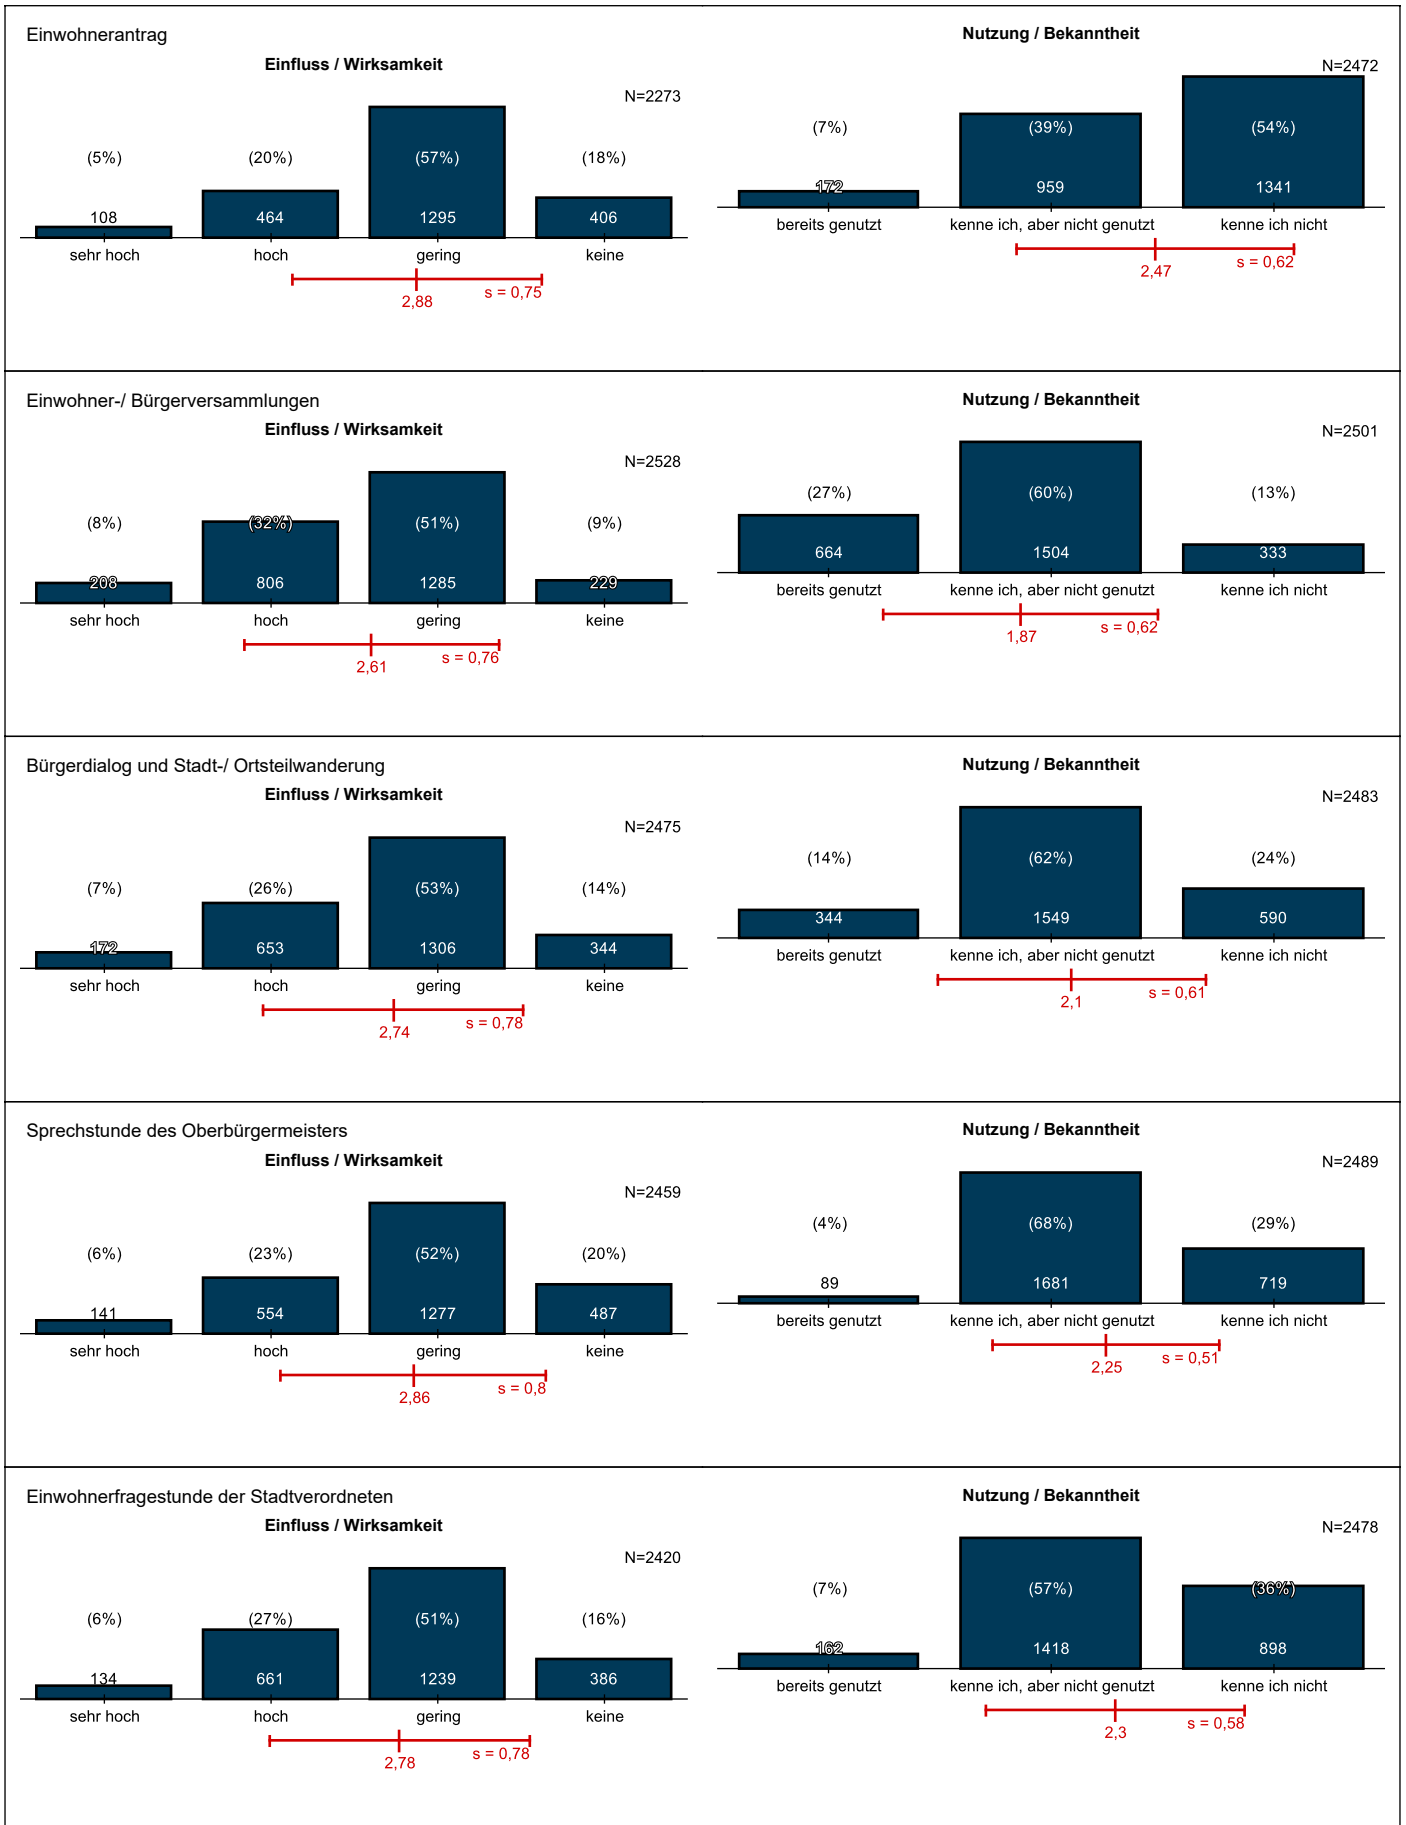 Einwohnerantrag
Einfluss / Wirksamkeit
N=2273
(5%) (20%) (57%) (18%)
108 464 1295 406
sehr hoch hoch gering keine
2,88 s = 0,75
Nutzung / Bekanntheit
N=2472
(7%) (39%) (54%)
172 959 1341
bereits genutzt kenne ich, aber nicht genutzt kenne ich nicht
2,47 s = 0,62
Einwohner-/ Bürgerversammlungen
Einfluss / Wirksamkeit
N=2528
(8%) (32%) (51%) (9%)
208 806 1285 229
sehr hoch hoch gering keine
2,61 s = 0,76
Nutzung / Bekanntheit
N=2501
(27%) (60%) (13%)
664 1504 333
bereits genutzt kenne ich, aber nicht genutzt kenne ich nicht
1,87 s = 0,62
Bürgerdialog und Stadt-/ Ortsteilwanderung
Einfluss / Wirksamkeit
N=2475
(7%) (26%) (53%) (14%)
172 653 1306 344
sehr hoch hoch gering keine
2,74 s = 0,78
Nutzung / Bekanntheit
N=2483
(14%) (62%) (24%)
344 1549 590
bereits genutzt kenne ich, aber nicht genutzt kenne ich nicht
2,1 s = 0,61
Sprechstunde des Oberbürgermeisters
Einfluss / Wirksamkeit
N=2459
(6%) (23%) (52%) (20%)
141 554 1277 487
sehr hoch hoch gering keine
2,86 s = 0,8
Nutzung / Bekanntheit
N=2489
(4%) (68%) (29%)
89 1681 719
bereits genutzt kenne ich, aber nicht genutzt kenne ich nicht
2,25 s = 0,51
Einwohnerfragestunde der Stadtverordneten
Einfluss / Wirksamkeit
N=2420
(6%) (27%) (51%) (16%)
134 661 1239 386
sehr hoch hoch gering keine
2,78 s = 0,78
Nutzung / Bekanntheit
N=2478
(7%) (57%) (36%)
162 1418 898
bereits genutzt kenne ich, aber nicht genutzt kenne ich nicht
2,3 s = 0,58